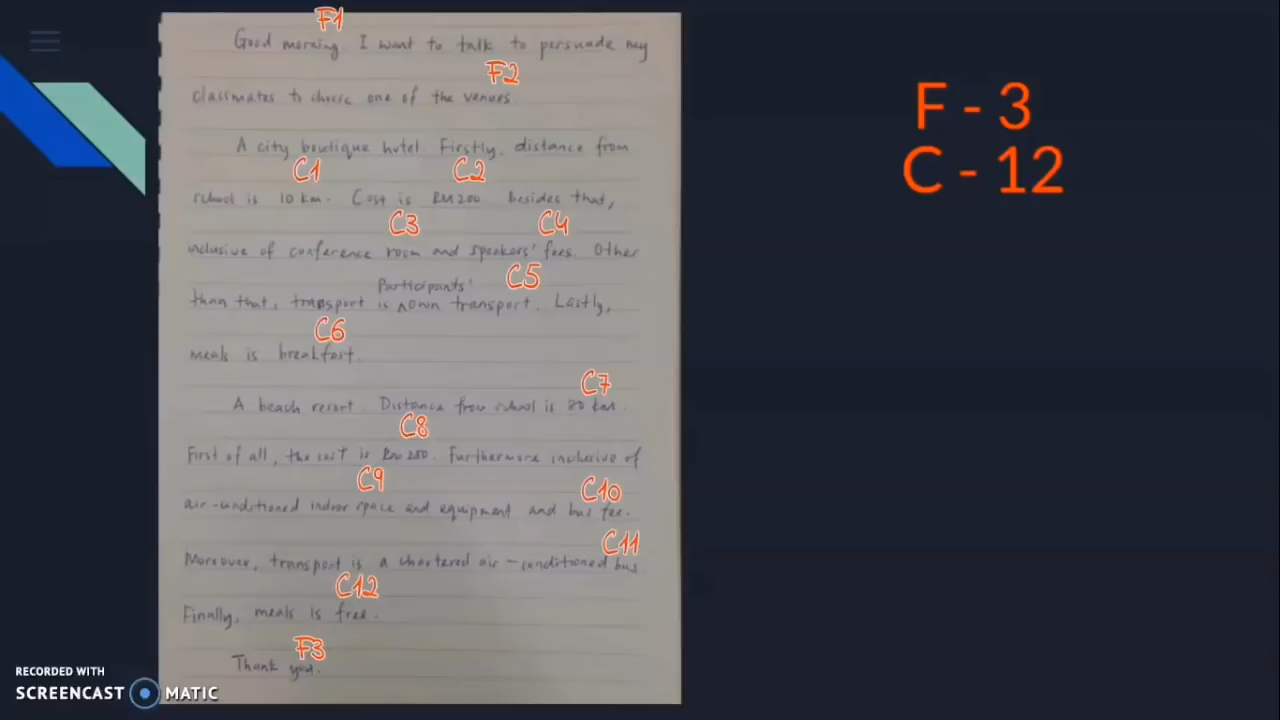 F1
Good morning. I want to talk to persuade my
F2
classmates to choose one of the venues.
A city boutique hotel. Firstly, distance from
C1 C2
school is 10 km. Cost is RM200 besides that,
C3 C4
inclusive of conference room and speakers' fees. Other
Participants' C5
than that, transport is ^ own transport. Lastly,
C6
meals is breakfast.
C7
A beach resort. Distance from school is 80 km.
C8
First of all, the cost is RM 250. Furthermore inclusive of
C9 C10
air-conditioned indoor space and equipment and bus fee.
C11
Moreover, transport is a chartered air-conditioned bus
C12
Finally, meals is free.
F3
Thank you.
F - 3
C - 12
RECORDED WITH
SCREENCAST MATIC